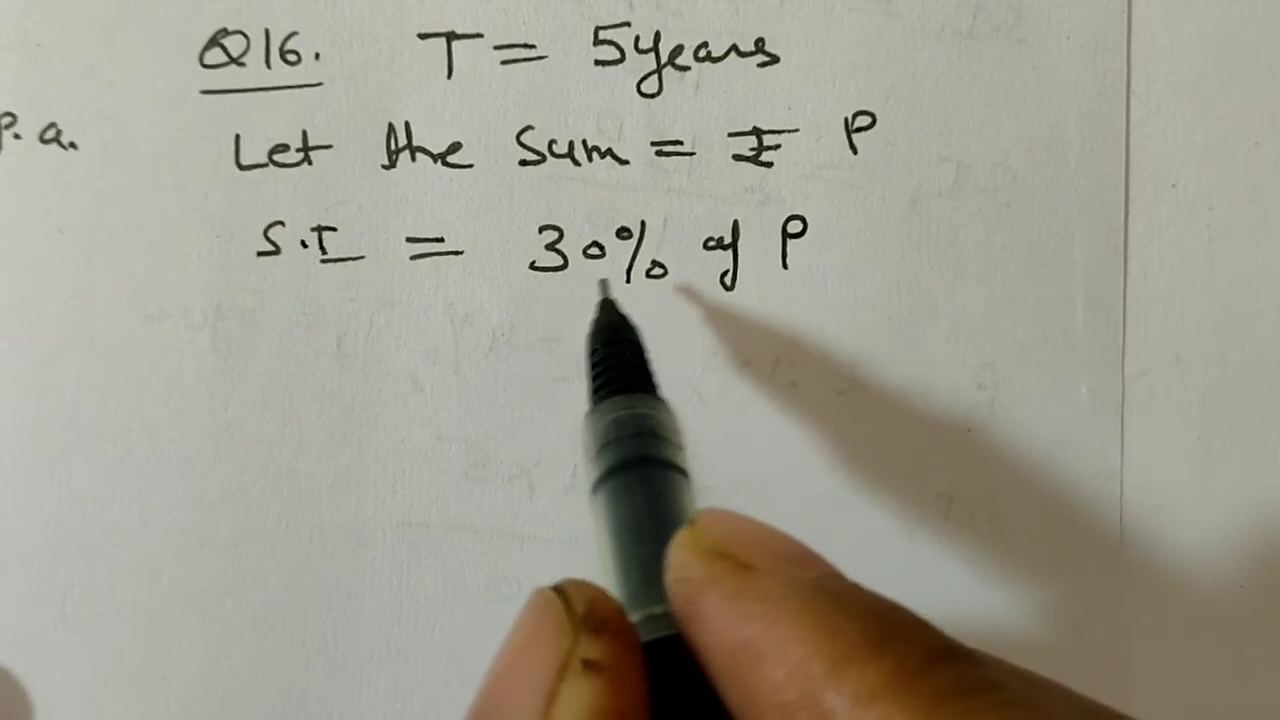 Q16. T = 5years
P.a.
Let the Sum = ₹ P
S.I = 30% of P